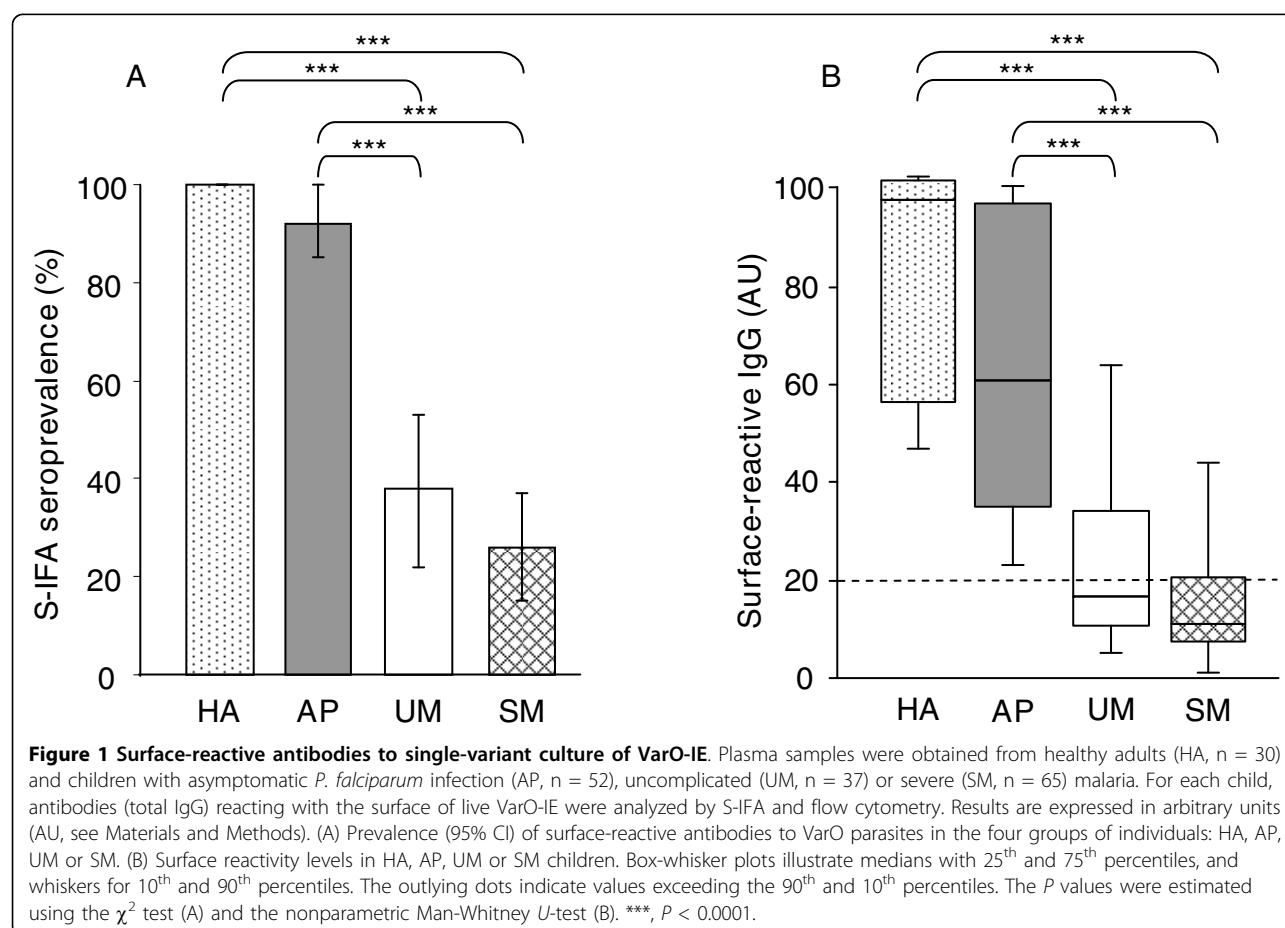 A
***
***
***
***
S-IFA seroprevalence (%)
100
80
60
40
20
0
HA AP UM SM
B
***
***
***
***
Surface-reactive IgG (AU)
100
80
60
40
20
0
HA AP UM SM
Figure 1 Surface-reactive antibodies to single-variant culture of VarO-IE. Plasma samples were obtained from healthy adults (HA, n = 30)
and children with asymptomatic P. falciparum infection (AP, n = 52), uncomplicated (UM, n = 37) or severe (SM, n = 65) malaria. For each child,
antibodies (total IgG) reacting with the surface of live VarO-IE were analyzed by S-IFA and flow cytometry. Results are expressed in arbitrary units
(AU, see Materials and Methods). (A) Prevalence (95% CI) of surface-reactive antibodies to VarO parasites in the four groups of individuals: HA, AP,
UM or SM. (B) Surface reactivity levels in HA, AP, UM or SM children. Box-whisker plots illustrate medians with 25th and 75th percentiles, and
whiskers for 10th and 90th percentiles. The outlying dots indicate values exceeding the 90th and 10th percentiles. The P values were estimated
using the χ2 test (A) and the nonparametric Man-Whitney U-test (B). ***, P < 0.0001.